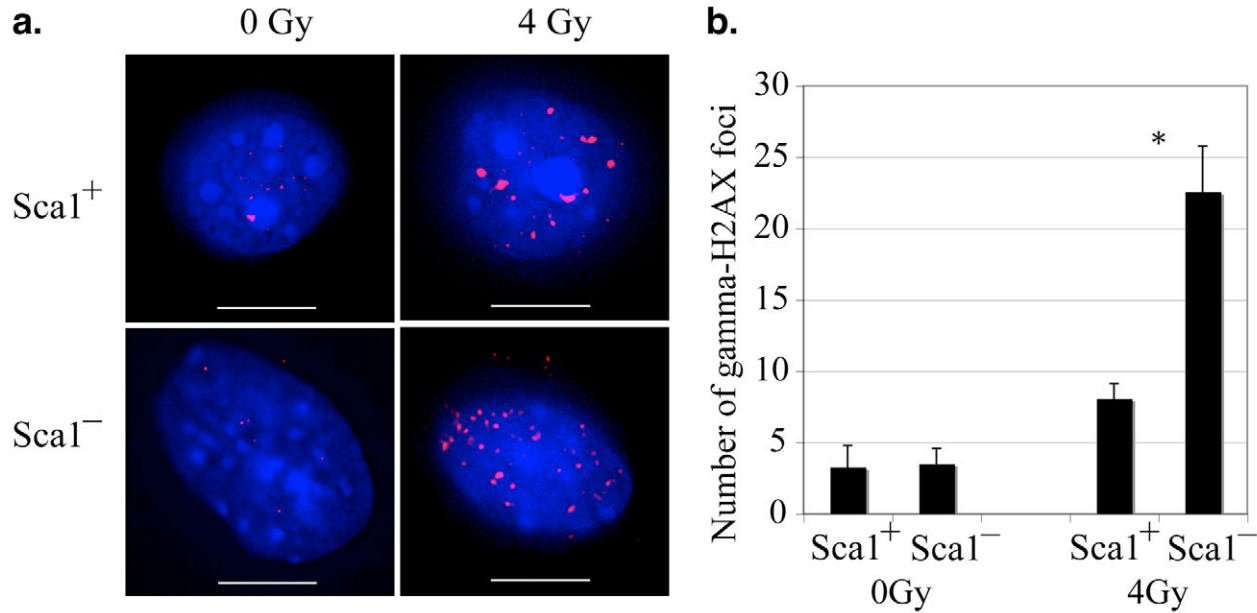 a.
0 Gy
4 Gy
Sca1+
Sca1−
b.
Number of gamma-H2AX foci
30
25
20
15
10
5
0
*
Sca1+ Sca1− Sca1+ Sca1−
0Gy 4Gy